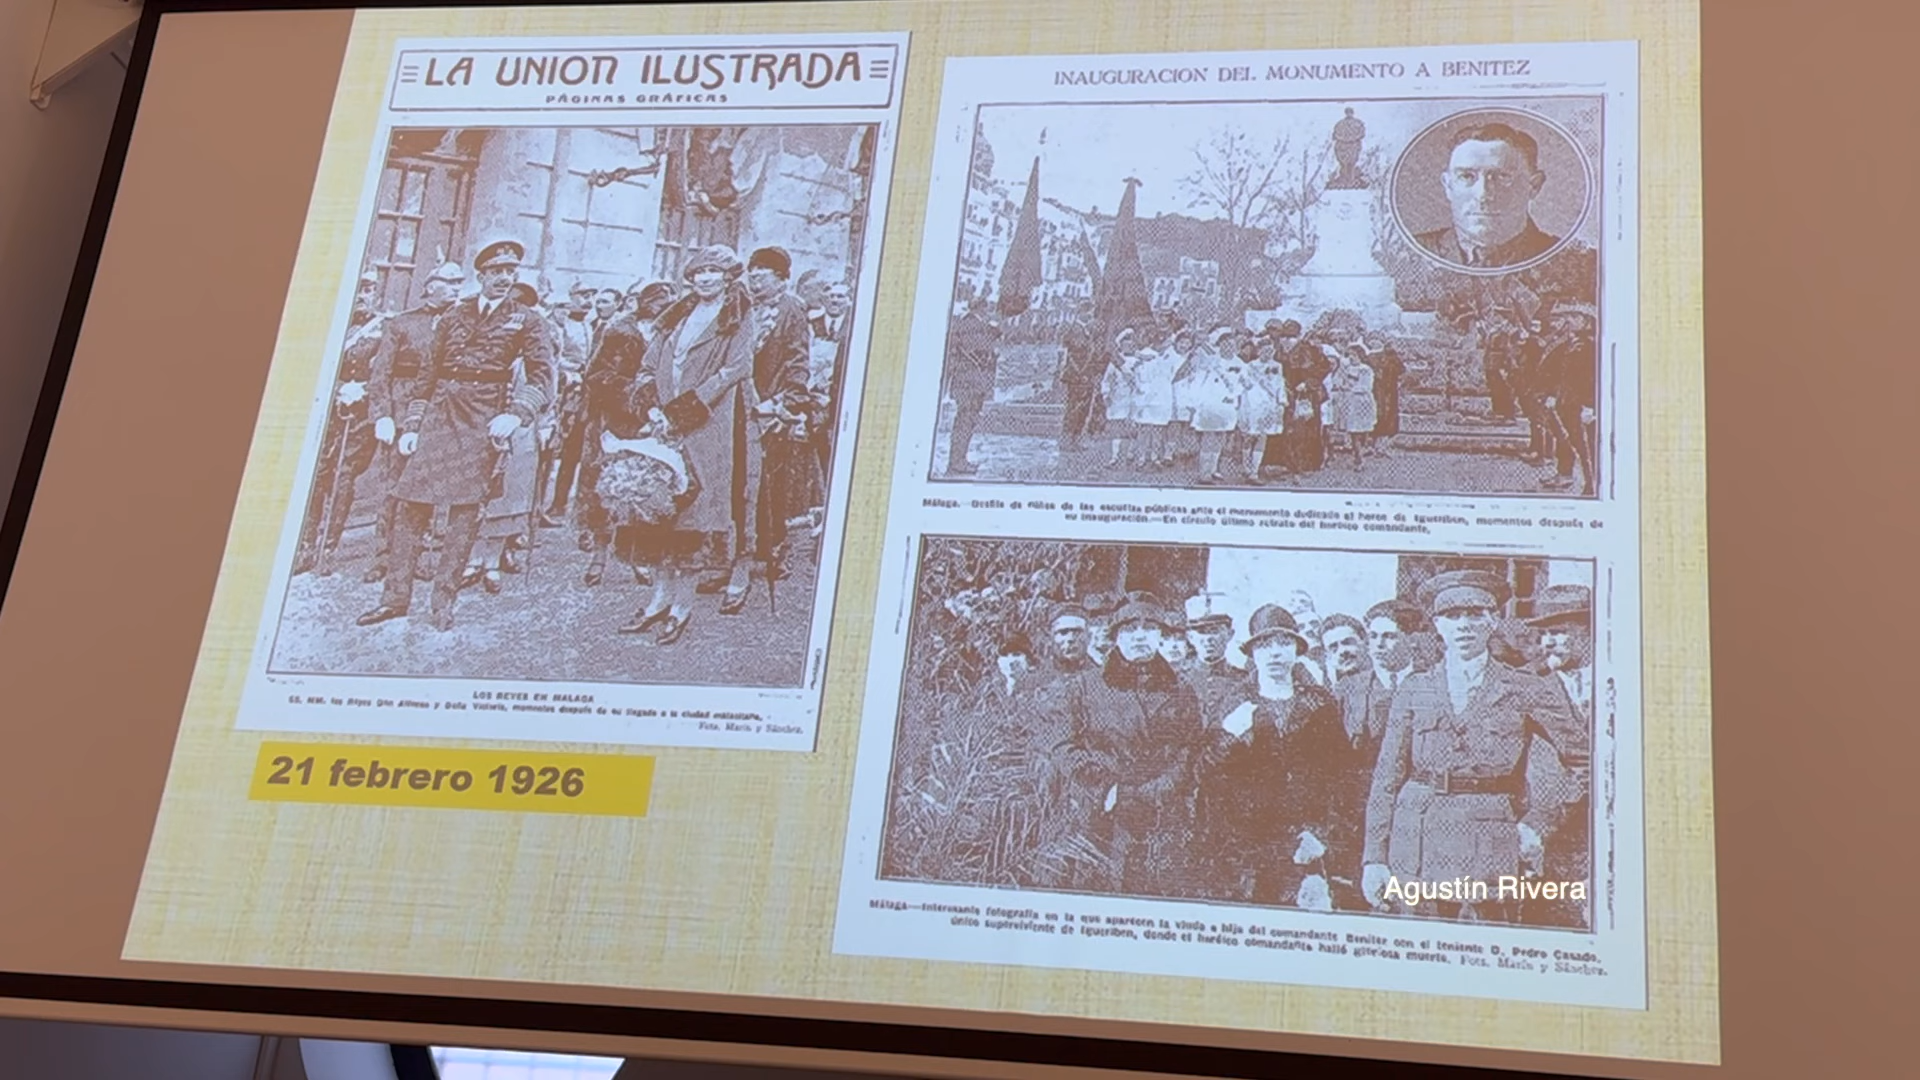 LA UNION ILUSTRADA
PÁGINAS GRÁFICAS
LOS REYES EN MALAGA
SS. MM. los Reyes Don Alfonso y Doña Victoria, momentos después de su llegada a la ciudad malagueña.
Fots. Marín y Sánchez.
21 febrero 1926
INAUGURACION DEL MONUMENTO A BENITEZ
Málaga.—Desfile de niños de las escuelas públicas ante el monumento dedicado al héroe de Igueriben, momentos después de
su inauguración.—En círculo último retrato del heróico comandante.
Málaga—Interesante fotografía en la que aparecen la viuda e hija del comandante Benítez con el teniente D. Pedro Casado,
único superviviente de Igueriben, donde el heróico comandante halló gloriosa muerte. Fots. Marín y Sánchez.
Agustín Rivera